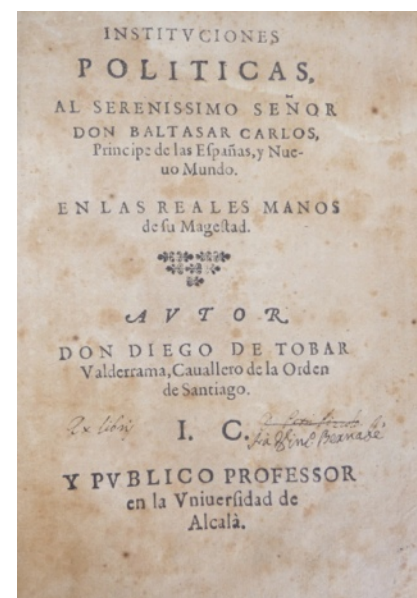 INSTITVCIONES
POLITICAS,
AL SERENISSIMO SEÑOR
DON BALTASAR CARLOS,
Principe de las Eſpañas, y Nue-
uo Mundo.
EN LAS REALES MANOS
de ſu Mageſtad.
AVTOR
DON DIEGO DE TOBAR
Valderrama, Cauallero de la Orden
de Santiago.
Ex libris
I. C.
Y PVBLICO PROFESSOR
en la Vniuerſidad de
Alcalà.